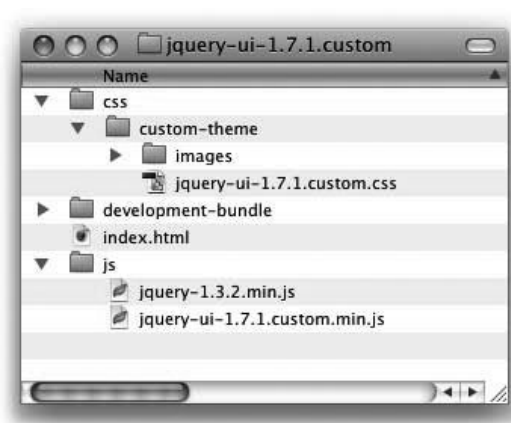 jquery-ui-1.7.1.custom
Name
css
custom-theme
images
jquery-ui-1.7.1.custom.css
development-bundle
index.html
js
jquery-1.3.2.min.js
jquery-ui-1.7.1.custom.min.js